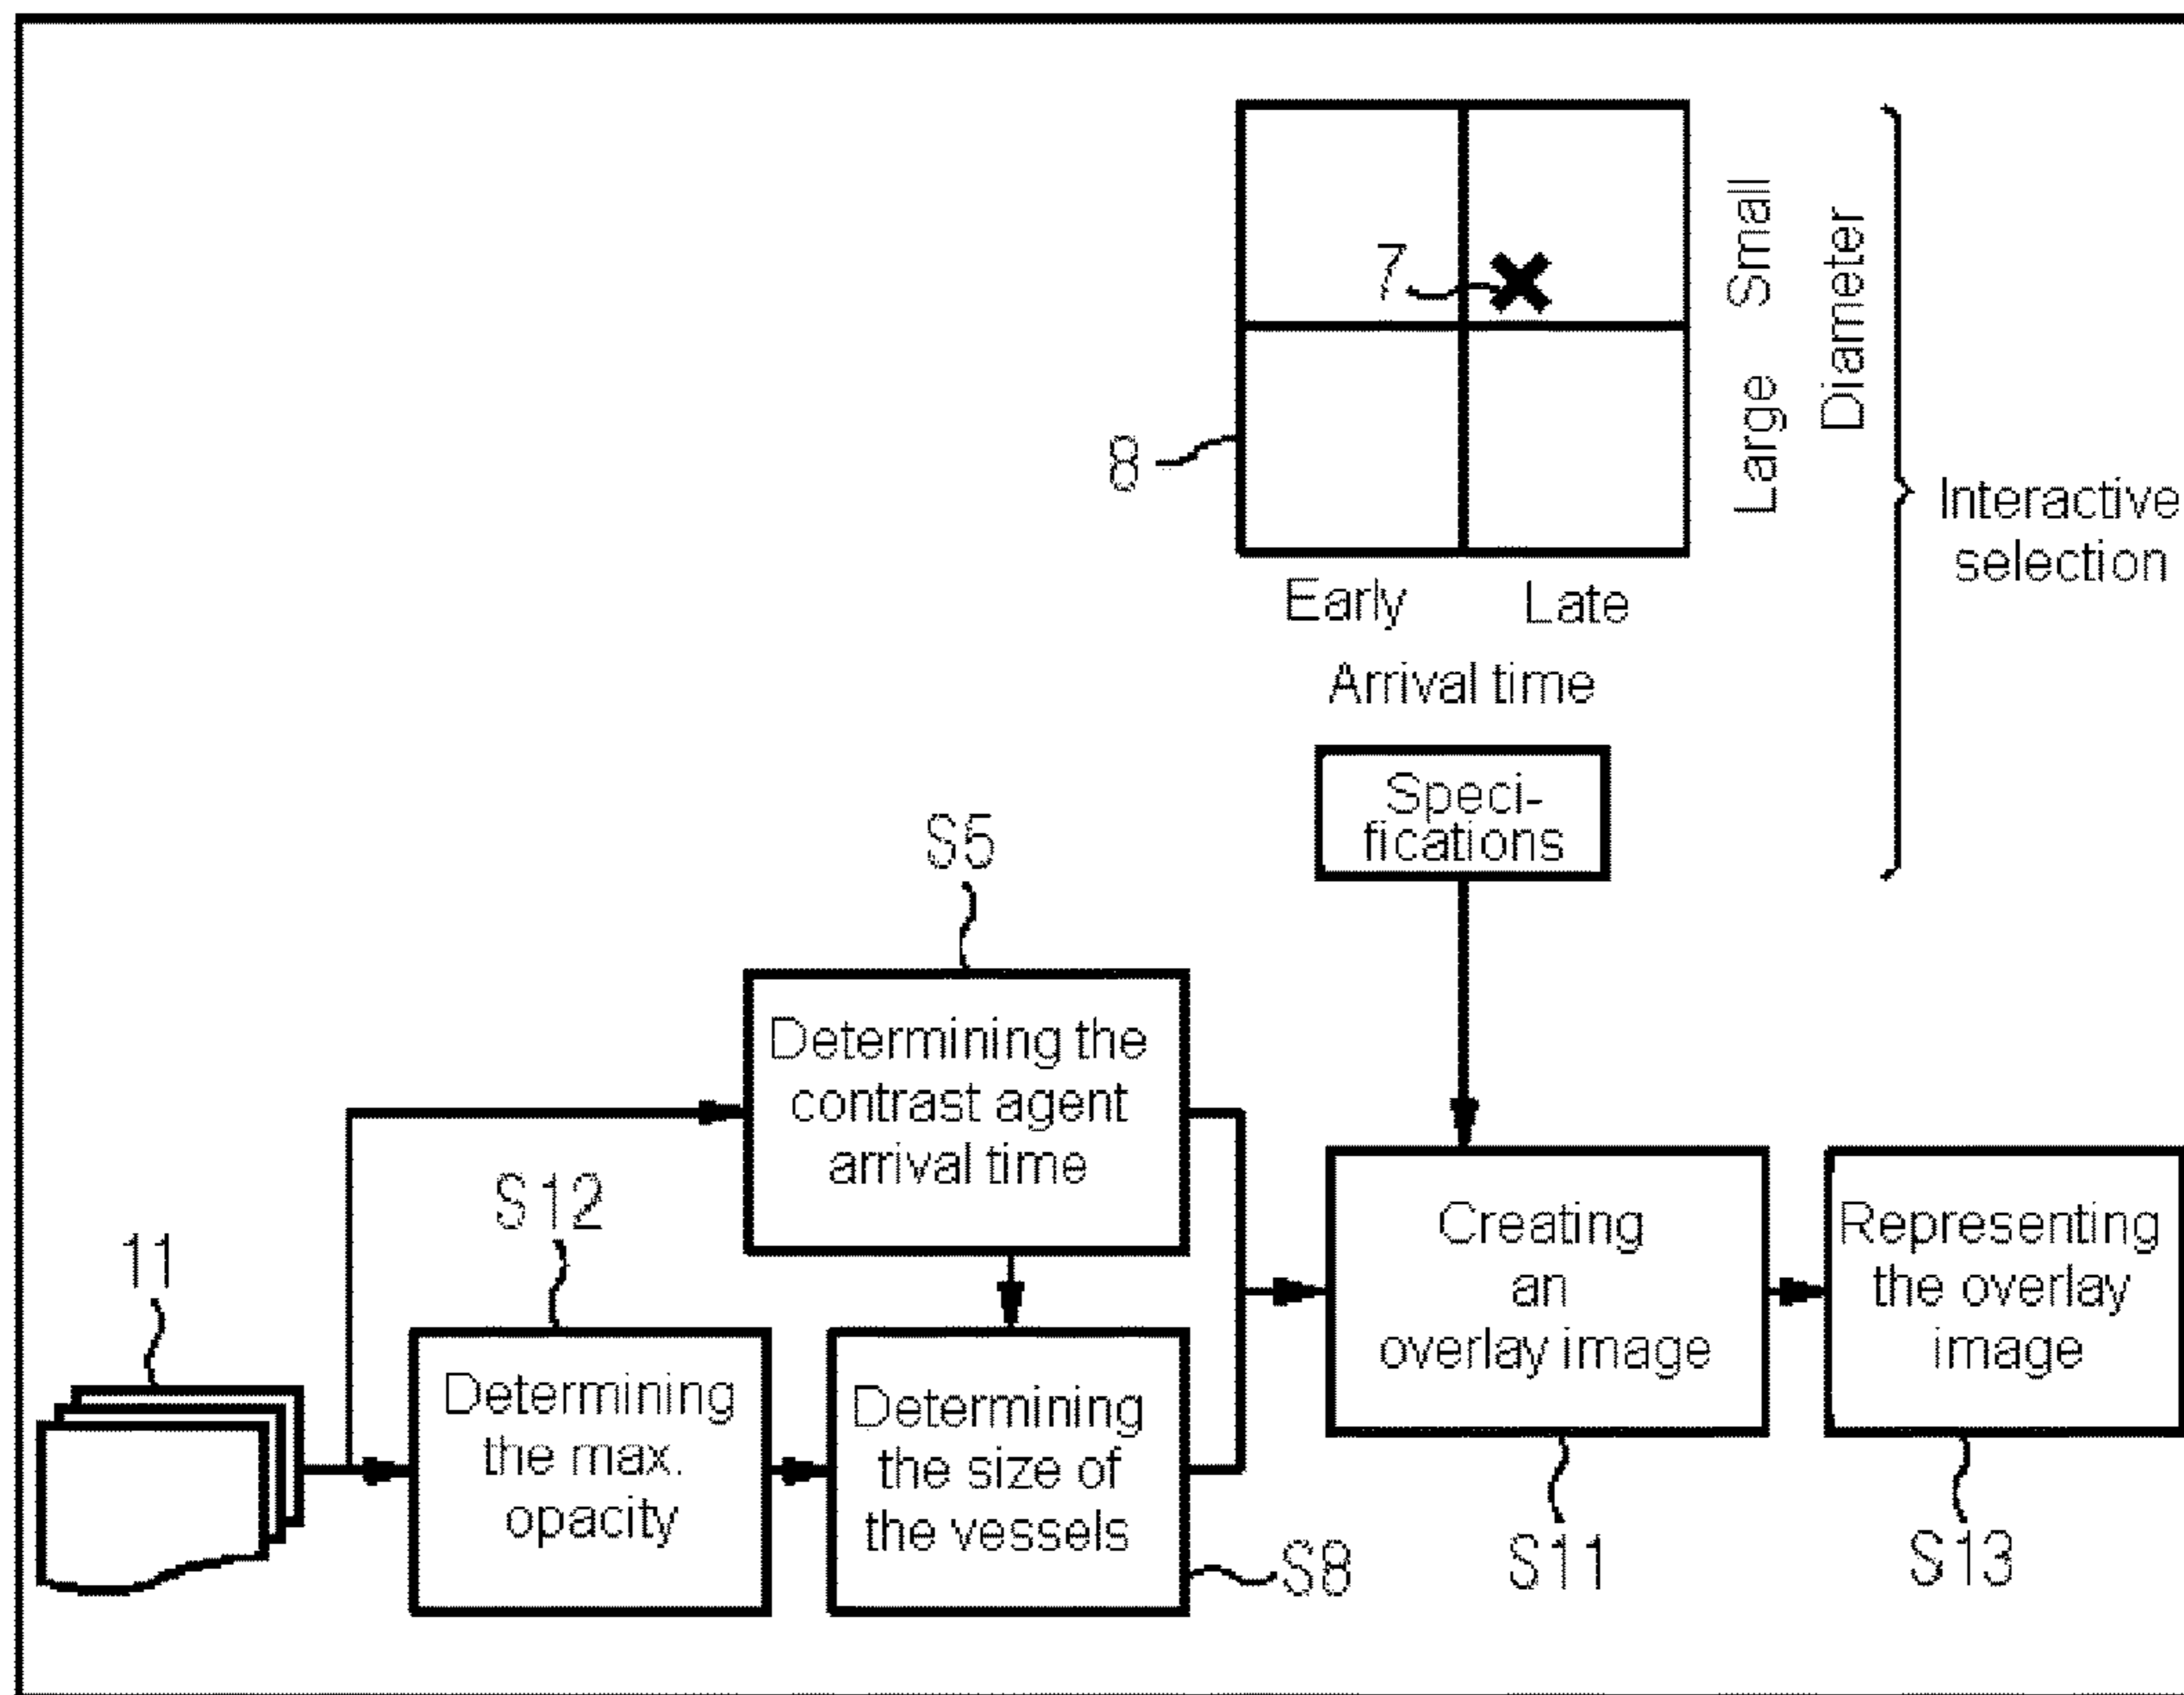 7
8
Small
Large
Diameter
Early
Late
Arrival time
Interactive
selection
Speci-
fications
S5
Determining the
contrast agent
arrival time
S12
11
Determining
the max.
opacity
Determining
the size of
the vessels
S8
Creating
an
overlay image
S11
Representing
the overlay
image
S13